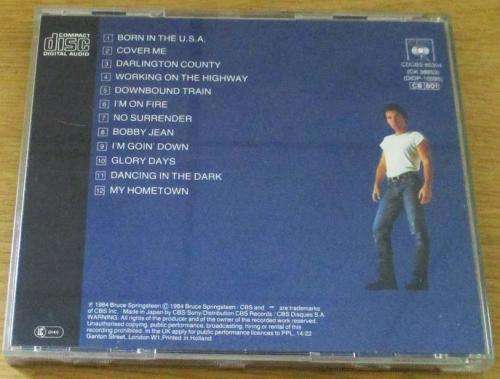 COMPACT
disc
DIGITAL AUDIO
1 BORN IN THE U.S.A.
2 COVER ME
3 DARLINGTON COUNTY
4 WORKING ON THE HIGHWAY
5 DOWNBOUND TRAIN
6 I'M ON FIRE
7 NO SURRENDER
8 BOBBY JEAN
9 I'M GOIN' DOWN
10 GLORY DAYS
11 DANCING IN THE DARK
12 MY HOMETOWN
CBS
CDCBS 86304
(CK 38653)
CB 801
℗ 1984 Bruce Springsteen © 1984 Bruce Springsteen / CBS and are trademarks
of CBS Inc. / Made in Japan by CBS/Sony/Distribution CBS Records / CBS Disques S.A.
WARNING: All rights of the producer and of the owner of the recorded work reserved.
Unauthorised copying, public performance, broadcasting, hiring or rental of this
recording prohibited. In the UK apply for public performance licences to PPL, 14-22
Ganton Street, London W1. Printed in Holland